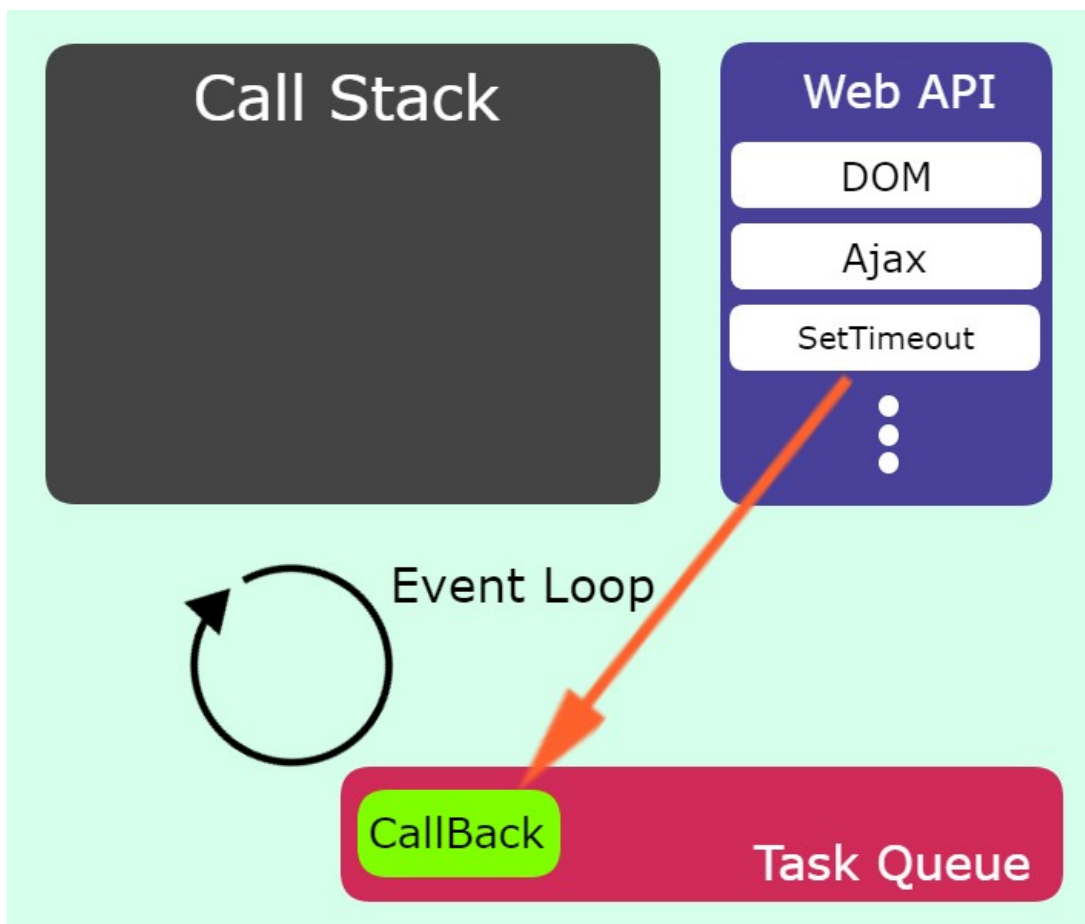 Call Stack
Web API
DOM
Ajax
SetTimeout
Event Loop
CallBack
Task Queue